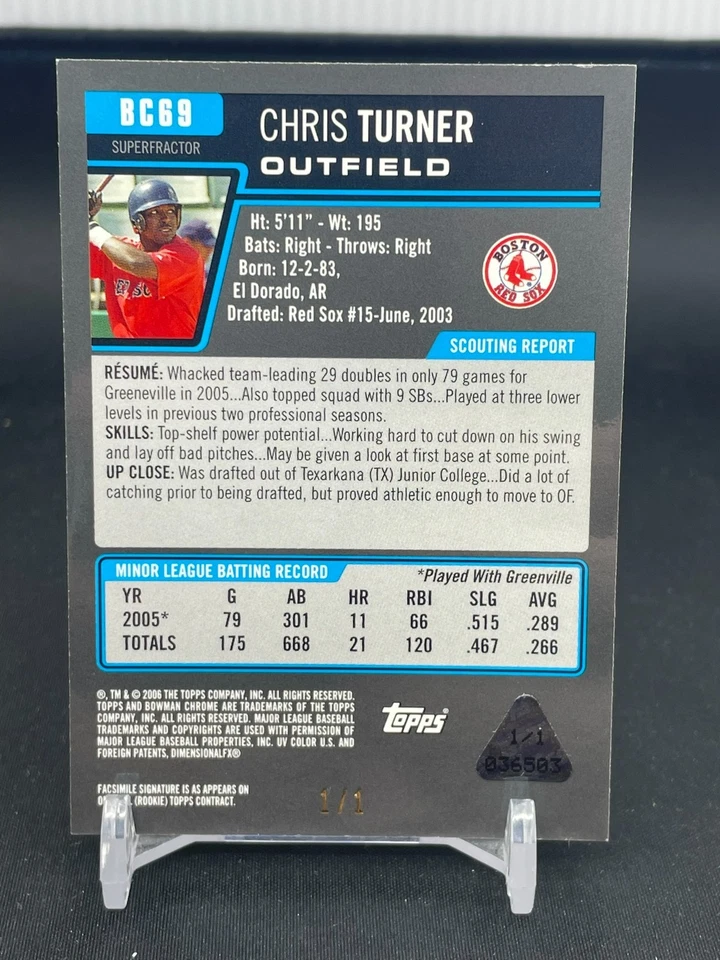 BC69
SUPERFRACTOR
CHRIS TURNER
OUTFIELD
Ht: 5'11" - Wt: 195
Bats: Right - Throws: Right
Born: 12-2-83,
El Dorado, AR
Drafted: Red Sox #15-June, 2003
BOSTON
RED SOX
SCOUTING REPORT
RÉSUMÉ: Whacked team-leading 29 doubles in only 79 games for
Greeneville in 2005...Also topped squad with 9 SBs...Played at three lower
levels in previous two professional seasons.
SKILLS: Top-shelf power potential...Working hard to cut down on his swing
and lay off bad pitches...May be given a look at first base at some point.
UP CLOSE: Was drafted out of Texarkana (TX) Junior College...Did a lot of
catching prior to being drafted, but proved athletic enough to move to OF.
MINOR LEAGUE BATTING RECORD *Played With Greenville
YR G AB HR RBI SLG AVG
2005* 79 301 11 66 .515 .289
TOTALS 175 668 21 120 .467 .266
®, TM & © 2006 THE TOPPS COMPANY, INC. ALL RIGHTS RESERVED.
TOPPS AND BOWMAN CHROME ARE TRADEMARKS OF THE TOPPS
COMPANY, INC. ALL RIGHTS RESERVED. MAJOR LEAGUE BASEBALL
TRADEMARKS AND COPYRIGHTS ARE USED WITH PERMISSION OF
MAJOR LEAGUE BASEBALL PROPERTIES, INC. UV COLOR U.S. AND
FOREIGN PATENTS, DIMENSIONALFX®
topps®
1/1
036503
FACSIMILE SIGNATURE IS AS APPEARS ON
(ROOKIE) TOPPS CONTRACT.
1/1